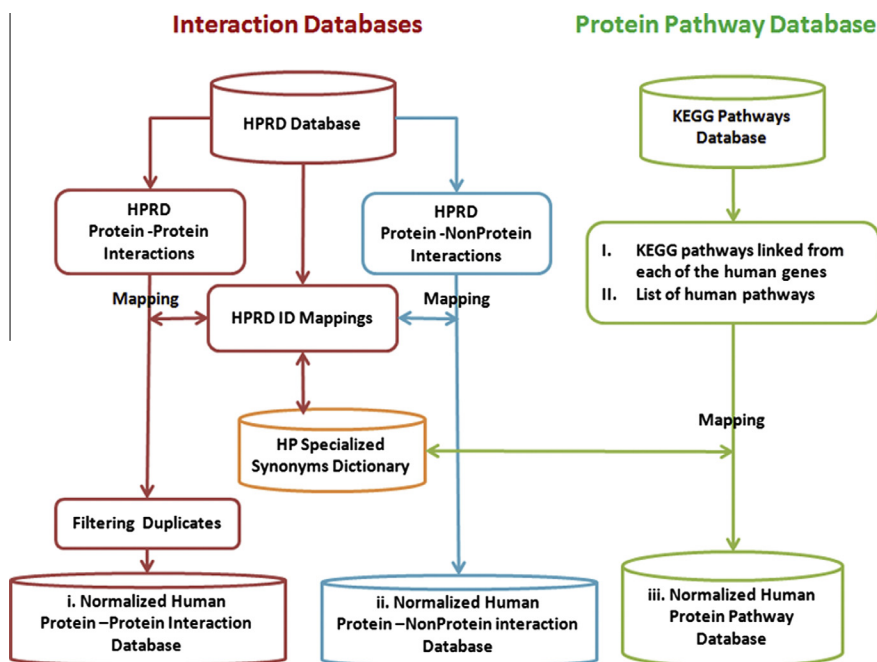 Interaction Databases
Protein Pathway Database
HPRD Database
KEGG Pathways
Database
HPRD
Protein -Protein
Interactions
HPRD
Protein -NonProtein
Interactions
I. KEGG pathways linked from
each of the human genes
II. List of human pathways
Mapping
Mapping
HPRD ID Mappings
Mapping
HP Specialized
Synonyms Dictionary
Filtering Duplicates
i. Normalized Human
Protein –Protein Interaction
Database
ii. Normalized Human
Protein –NonProtein interaction
Database
iii. Normalized Human
Protein Pathway
Database